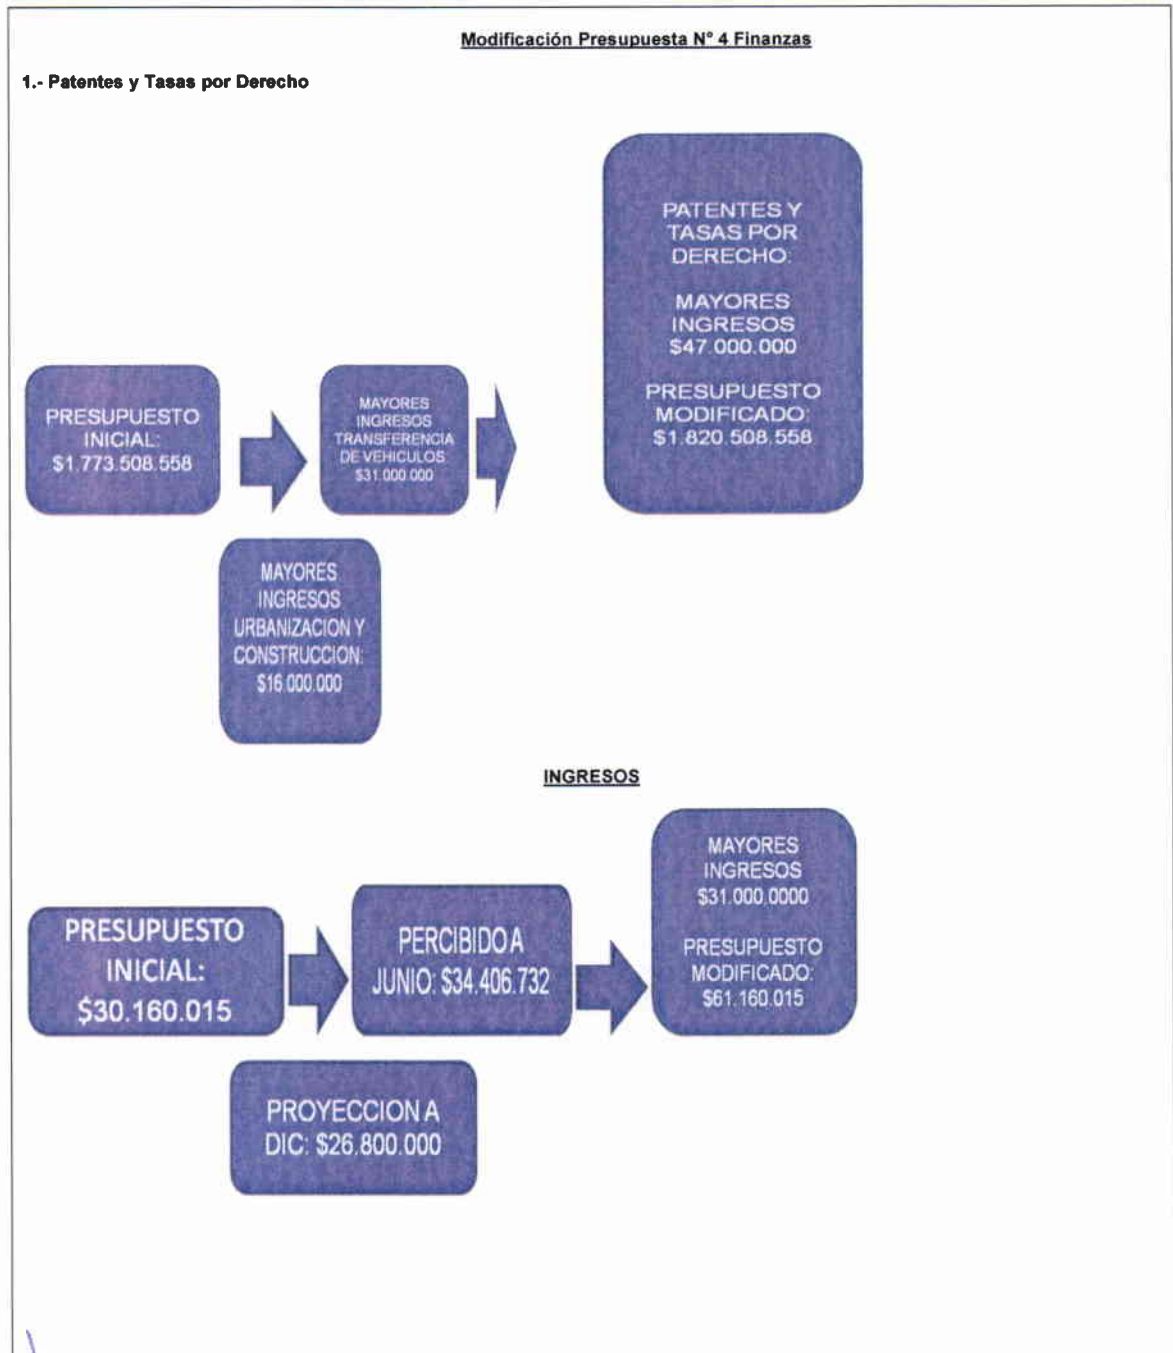 Modificación Presupuesta N° 4 Finanzas
1.- Patentes y Tasas por Derecho
PRESUPUESTO
INICIAL:
$1.773.508.558
MAYORES
INGRESOS
TRANSFERENCIA
DE VEHICULOS
$31.000.000
PATENTES Y
TASAS POR
DERECHO:
MAYORES
INGRESOS
$47.000.000
PRESUPUESTO
MODIFICADO:
$1.820.508.558
MAYORES
INGRESOS
URBANIZACION Y
CONSTRUCCION:
$16.000.000
INGRESOS
PRESUPUESTO
INICIAL:
$30.160.015
PERCIBIDO A
JUNIO: $34.406.732
MAYORES
INGRESOS
$31.000.0000
PRESUPUESTO
MODIFICADO:
$61.160.015
PROYECCION A
DIC: $26.800.000